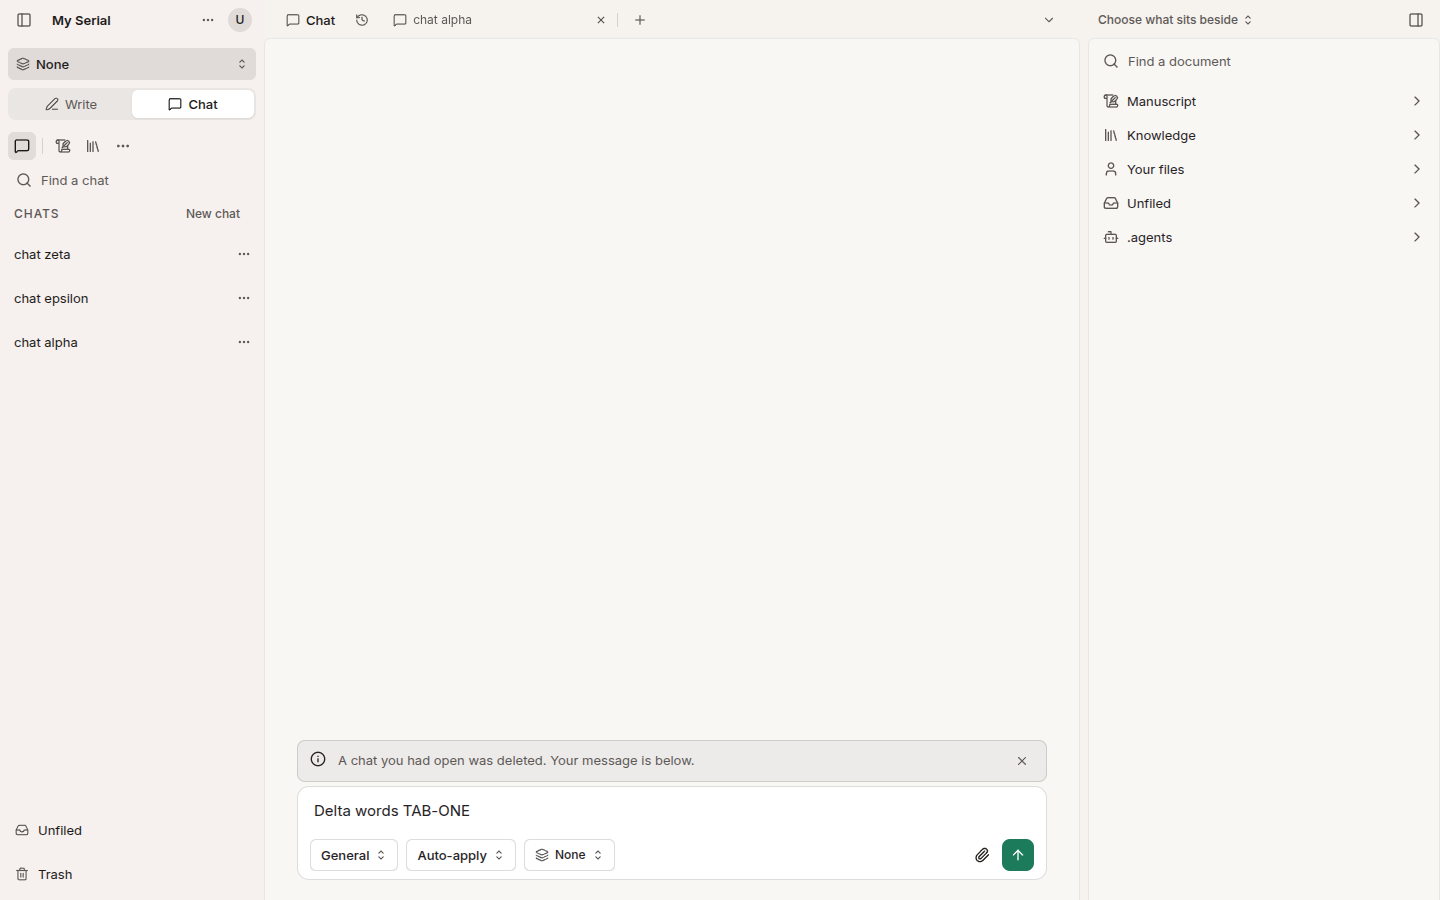 My Serial
U
None
Write
Chat
Find a chat
CHATS
New chat
chat zeta
chat epsilon
chat alpha
Unfiled
Trash
Chat
chat alpha
A chat you had open was deleted. Your message is below.
Delta words TAB-ONE
General
Auto-apply
None
Choose what sits beside
Find a document
Manuscript
Knowledge
Your files
Unfiled
.agents